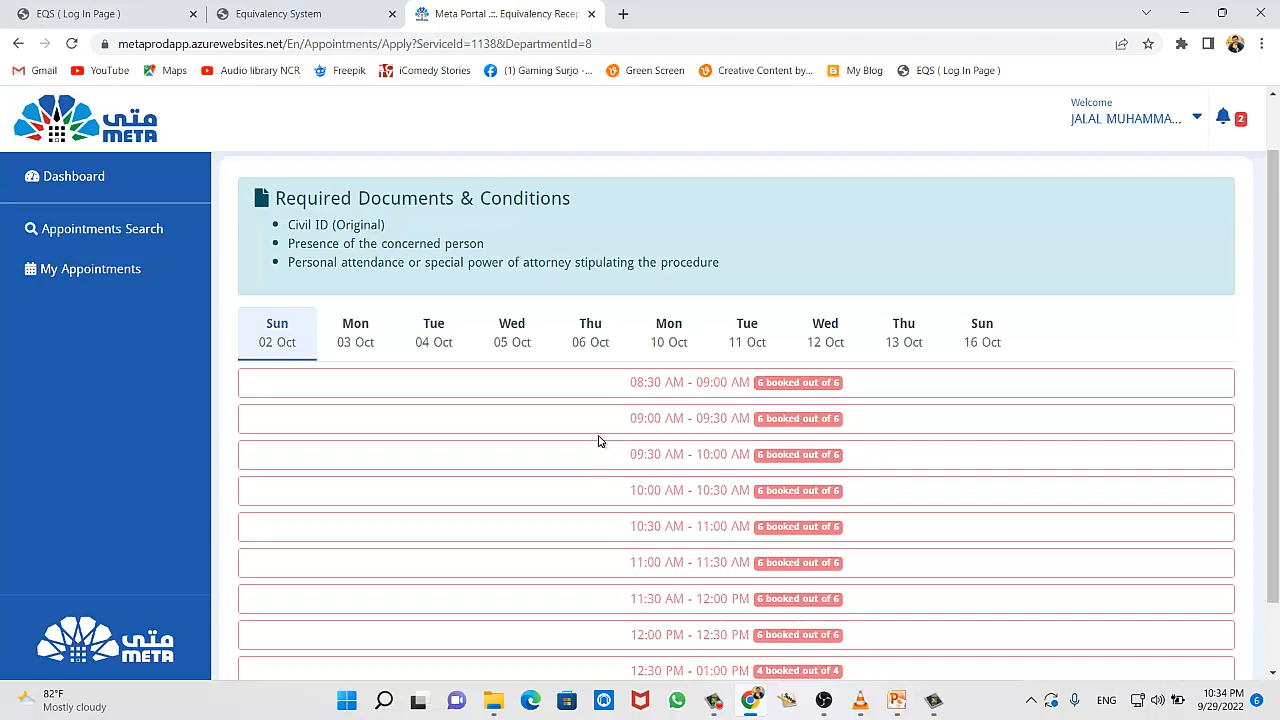 EQS ( Log In Page )
Equivalency System
Meta Portal ... Equivalency Recep
metaprodapp.azurewebsites.net/En/Appointments/Apply?ServiceId=1138&DepartmentId=8
Gmail
YouTube
Maps
Audio library NCR
Freepik
iComedy Stories
(1) Gaming Surjo -...
Green Screen
Creative Content by...
My Blog
EQS ( Log In Page )
متى
META
Welcome
JALAL MUHAMMA...
2
Dashboard
Appointments Search
My Appointments
Required Documents & Conditions
Civil ID (Original)
Presence of the concerned person
Personal attendance or special power of attorney stipulating the procedure
Sun Mon Tue Wed Thu Mon Tue Wed Thu Sun
02 Oct 03 Oct 04 Oct 05 Oct 06 Oct 10 Oct 11 Oct 12 Oct 13 Oct 16 Oct
08:30 AM - 09:00 AM 6 booked out of 6
09:00 AM - 09:30 AM 6 booked out of 6
09:30 AM - 10:00 AM 6 booked out of 6
10:00 AM - 10:30 AM 6 booked out of 6
10:30 AM - 11:00 AM 6 booked out of 6
11:00 AM - 11:30 AM 6 booked out of 6
11:30 AM - 12:00 PM 6 booked out of 6
12:00 PM - 12:30 PM 6 booked out of 6
12:30 PM - 01:00 PM 4 booked out of 4
متى
META
82°F
Mostly cloudy
ENG
10:34 PM
9/29/2022
6